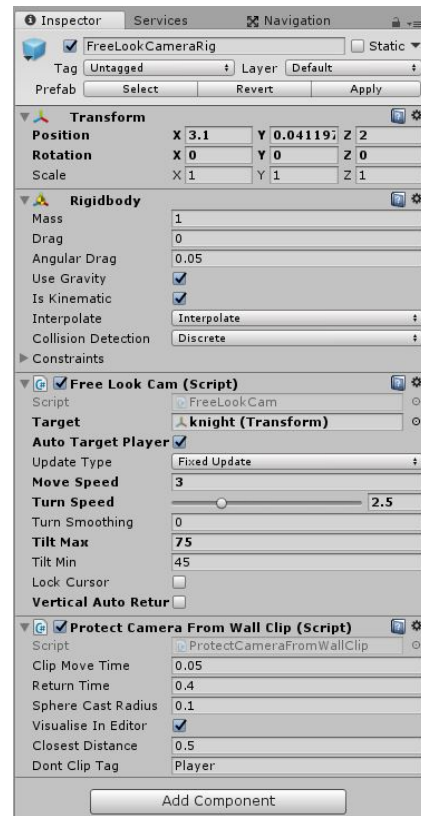 Inspector Services Navigation
FreeLookCameraRig Static
Tag Untagged Layer Default
Prefab Select Revert Apply
Transform
Position X 3.1 Y 0.041197 Z 2
Rotation X 0 Y 0 Z 0
Scale X 1 Y 1 Z 1
Rigidbody
Mass 1
Drag 0
Angular Drag 0.05
Use Gravity
Is Kinematic
Interpolate Interpolate
Collision Detection Discrete
Constraints
Free Look Cam (Script)
Script FreeLookCam
Target knight (Transform)
Auto Target Player
Update Type Fixed Update
Move Speed 3
Turn Speed 2.5
Turn Smoothing 0
Tilt Max 75
Tilt Min 45
Lock Cursor
Vertical Auto Retur
Protect Camera From Wall Clip (Script)
Script ProtectCameraFromWallClip
Clip Move Time 0.05
Return Time 0.4
Sphere Cast Radius 0.1
Visualise In Editor
Closest Distance 0.5
Dont Clip Tag Player
Add Component